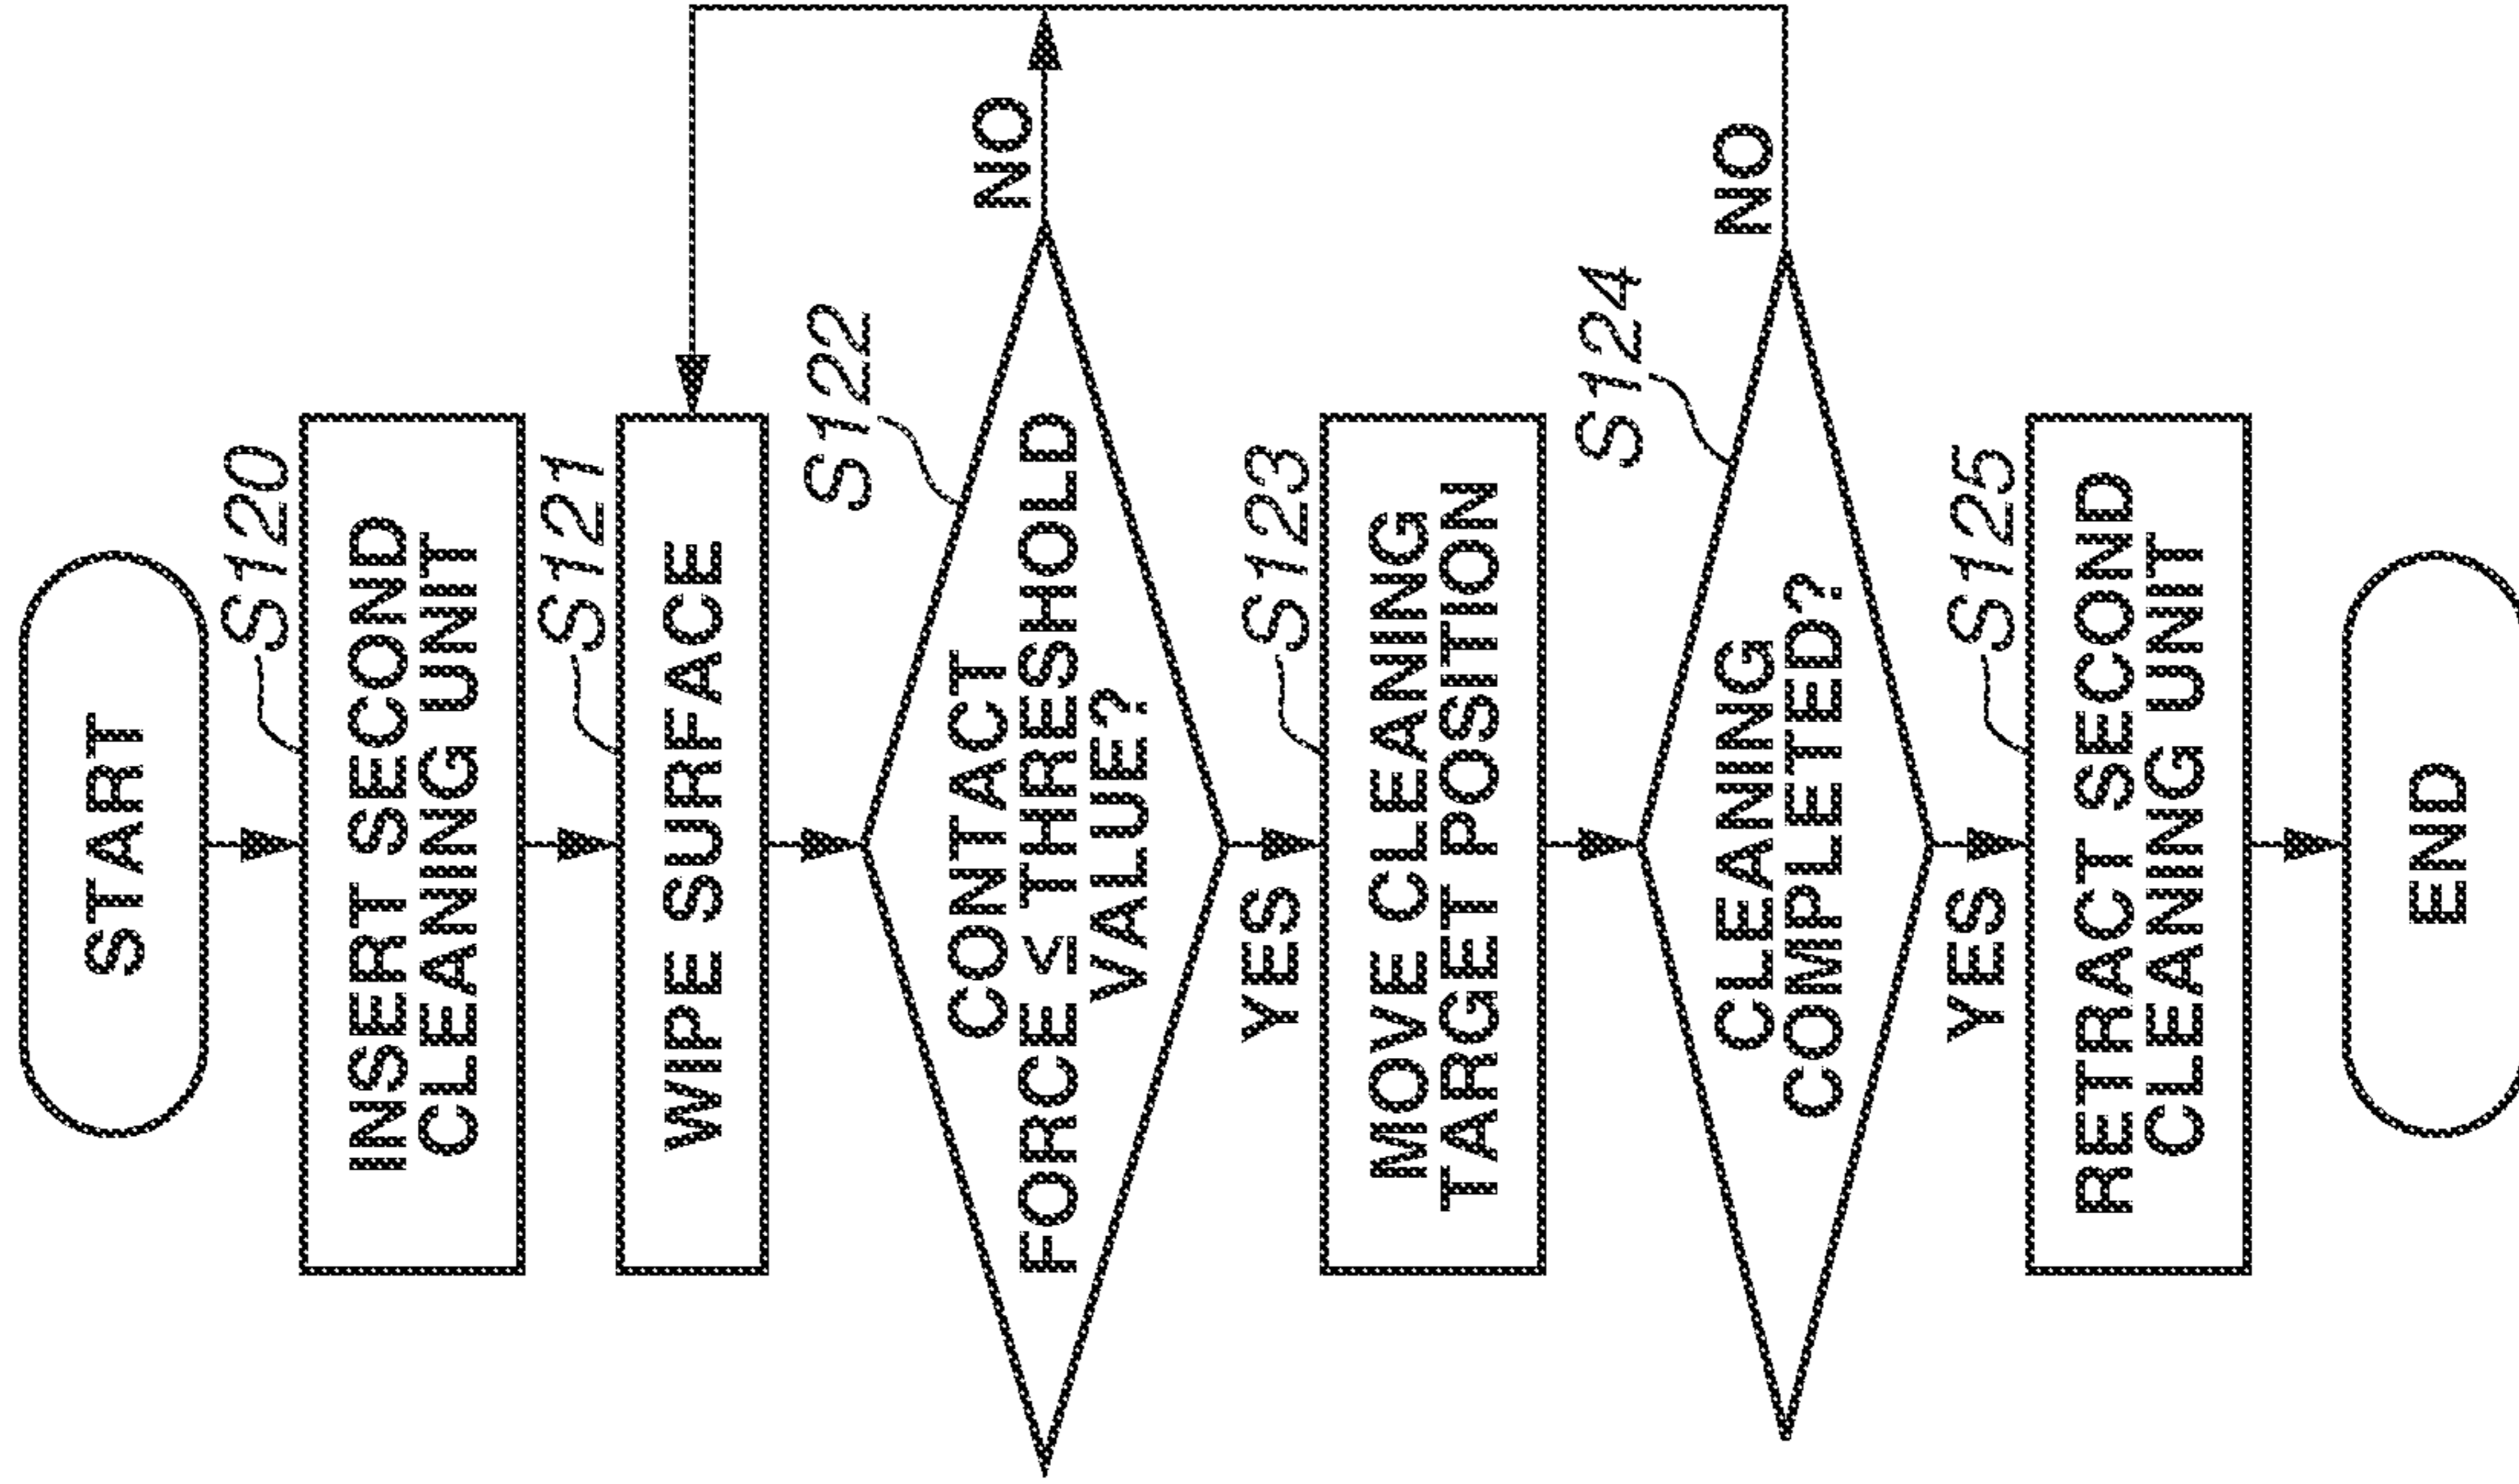 START
S120
INSERT SECOND
CLEANING UNIT
S121
WIPE SURFACE
S122
CONTACT
FORCE ≤ THRESHOLD
VALUE?
NO
YES
S123
MOVE CLEANING
TARGET POSITION
S124
CLEANING
COMPLETED?
NO
YES
S125
RETRACT SECOND
CLEANING UNIT
END